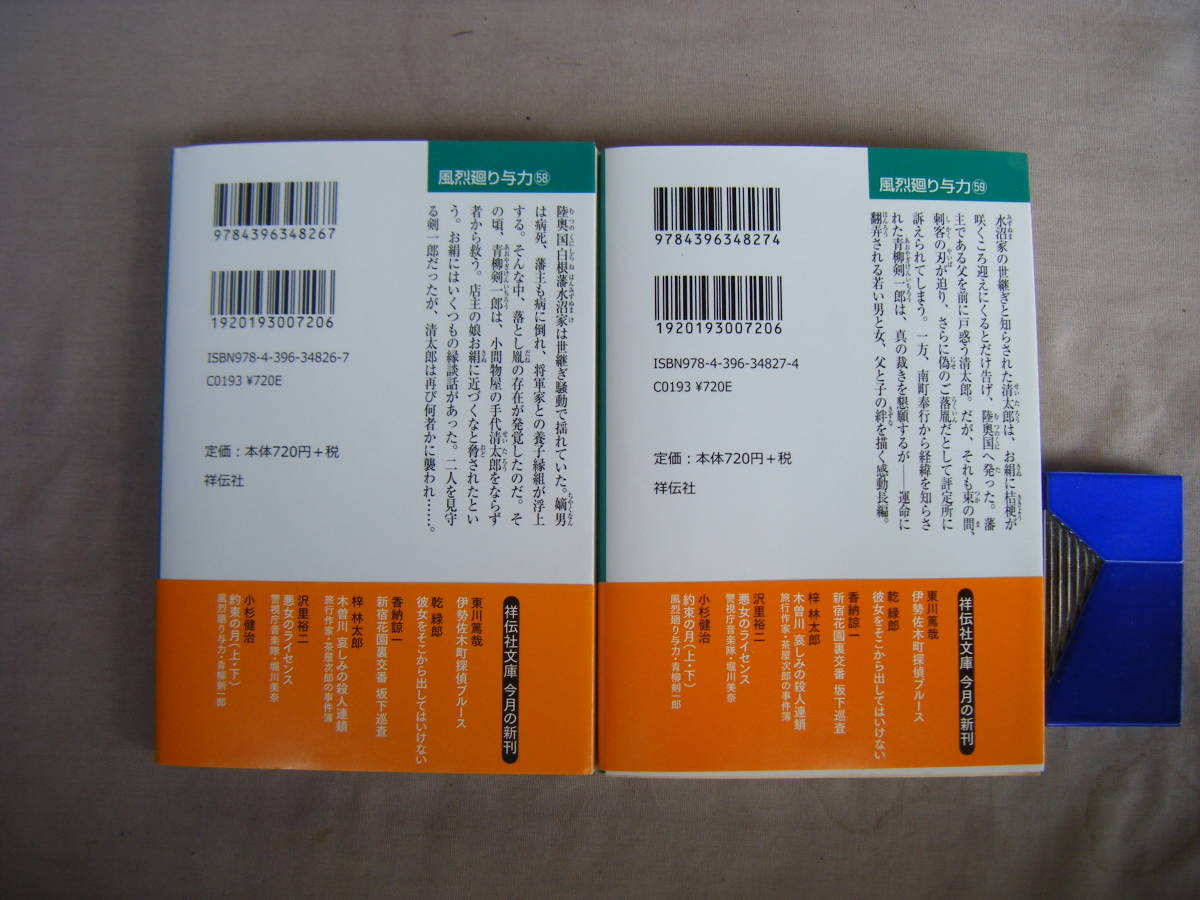 風烈廻り与力58
9784396348267
1920193007206
ISBN978-4-396-34826-7
C0193 ¥720E
定価：本体720円＋税
祥伝社
陸奥国白根藩水沼家は世継ぎ騒動で揺れていた。嫡男
は病死、藩主も病に倒れ、将軍家との養子縁組が浮上
する。そんな中、落とし胤の存在が発覚したのだ。そ
の頃、青柳剣一郎は、小間物屋の手代清太郎をならず
者から救う。店主の娘お絹に近づくなと脅されたとい
う。お絹にはいくつもの縁談話があった。二人を見守
る剣一郎だったが、清太郎は再び何者かに襲われ……。
祥伝社文庫 今月の新刊
東川篤哉
伊勢佐木町探偵ブルース
乾 緑郎
彼女をそこから出してはいけない
香納諒一
新宿花園裏交番 坂下巡査
梓 林太郎
木曽川 哀しみの殺人連鎖
旅行作家・茶屋次郎の事件簿
沢里裕二
悪女のライセンス
警視庁音楽隊・堀川美奈
小杉健治
約束の月（上・下）
風烈廻り与力・青柳剣一郎
風烈廻り与力59
9784396348274
1920193007206
ISBN978-4-396-34827-4
C0193 ¥720E
定価：本体720円＋税
祥伝社
水沼家の世継ぎと知らされた清太郎は、お絹に桔梗が
咲くころ迎えにくるとだけ告げ、陸奥国へ発った。藩
主である父を前に戸惑う清太郎。だが、それも束の間、
刺客の刃が迫り、さらに偽のご落胤だとして評定所に
訴えられてしまう。一方、南町奉行から経緯を知らさ
れた青柳剣一郎は、真の裁きを懇願するが――運命に
翻弄される若い男と女、父と子の絆を描く感動長編。
祥伝社文庫 今月の新刊
東川篤哉
伊勢佐木町探偵ブルース
乾 緑郎
彼女をそこから出してはいけない
香納諒一
新宿花園裏交番 坂下巡査
梓 林太郎
木曽川 哀しみの殺人連鎖
旅行作家・茶屋次郎の事件簿
沢里裕二
悪女のライセンス
警視庁音楽隊・堀川美奈
小杉健治
約束の月（上・下）
風烈廻り与力・青柳剣一郎